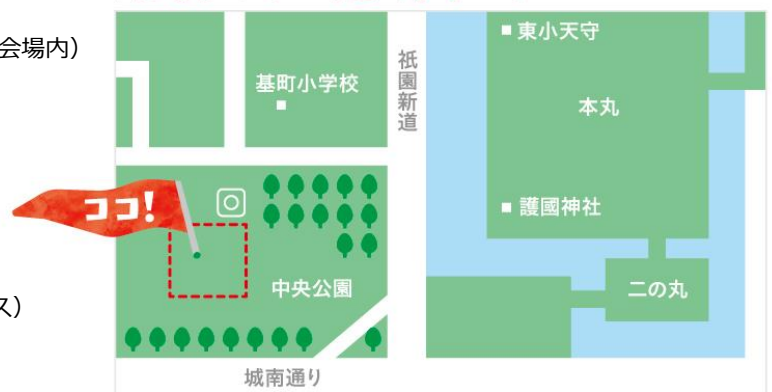 会場内）
東小天守
基町小学校
祇園新道
本丸
ココ！
護國神社
中央公園
二の丸
ス）
城南通り